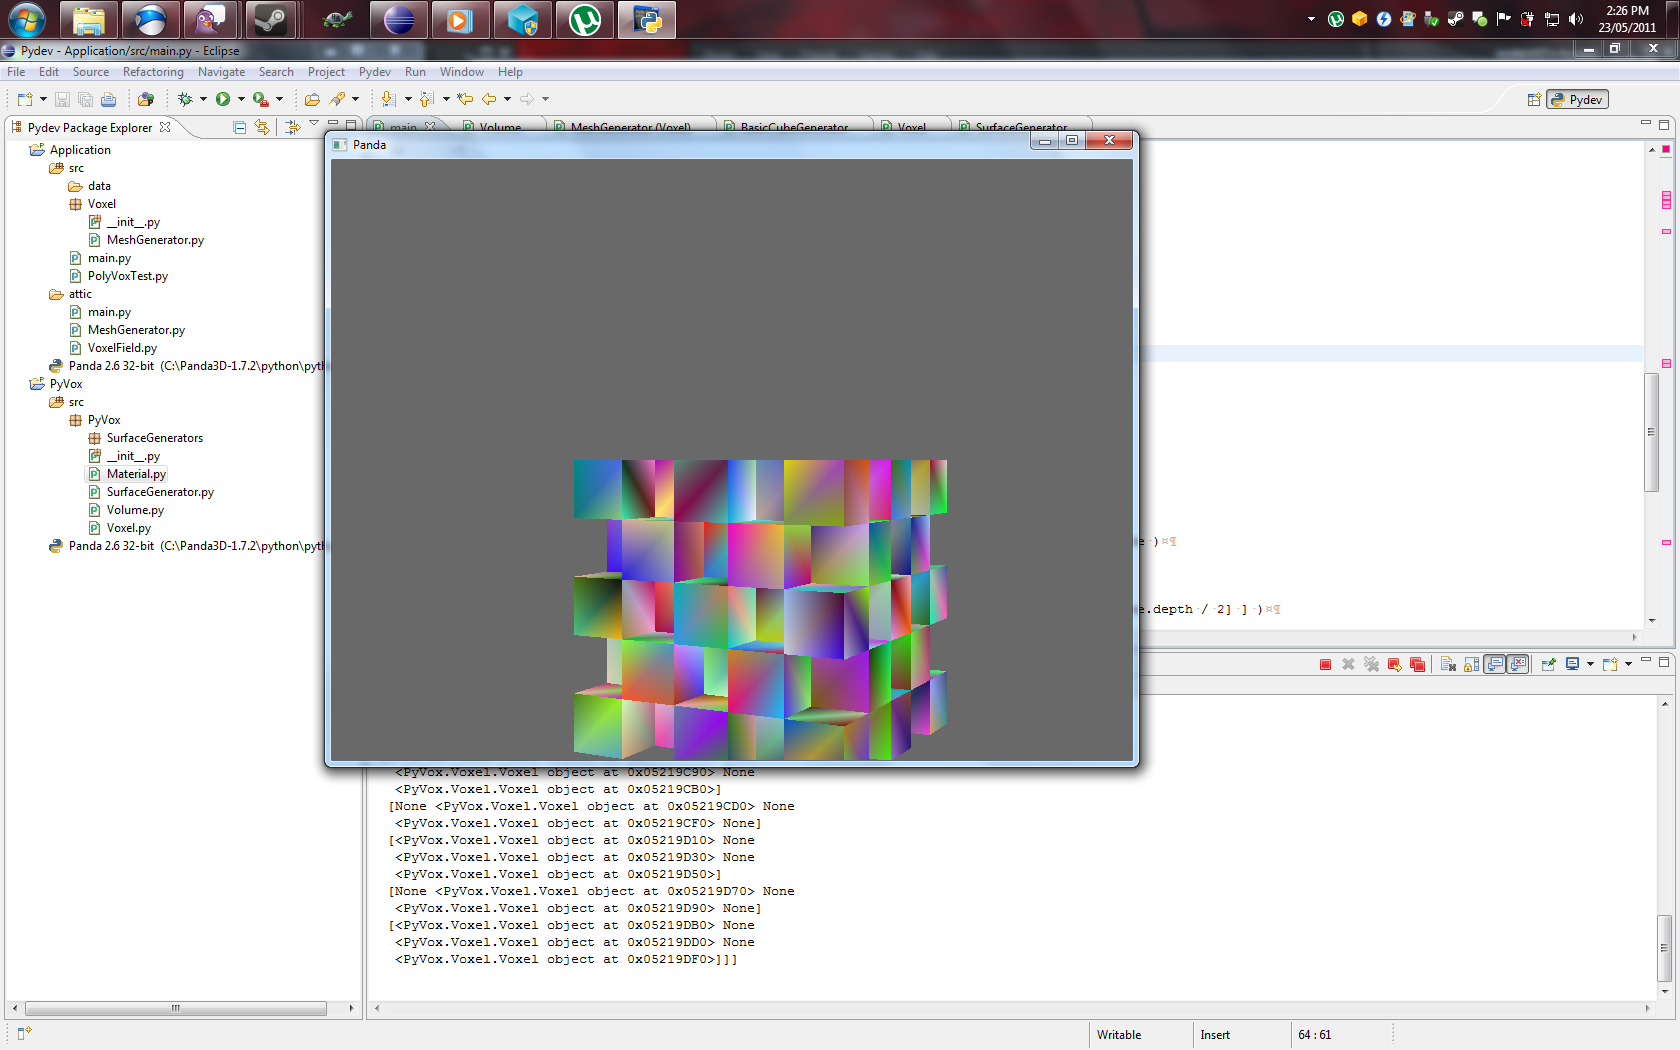 2:26 PM
23/05/2011
Pydev - Application/src/main.py - Eclipse
File Edit Source Refactoring Navigate Search Project Pydev Run Window Help
Pydev
Pydev Package Explorer
main Volume MeshGenerator (Voxel) BasicCubeGenerator Voxel SurfaceGenerator
Panda
Application
src
data
Voxel
__init__.py
MeshGenerator.py
main.py
PolyVoxTest.py
attic
main.py
MeshGenerator.py
VoxelField.py
Panda 2.6 32-bit (C:\Panda3D-1.7.2\python\pyth
PyVox
src
PyVox
SurfaceGenerators
__init__.py
Material.py
SurfaceGenerator.py
Volume.py
Voxel.py
Panda 2.6 32-bit (C:\Panda3D-1.7.2\python\pyth
e·)¤¶
e.depth·/·2]·]·)¤¶
<PyVox.Voxel.Voxel object at 0x05219C90> None
<PyVox.Voxel.Voxel object at 0x05219CB0>]
[None <PyVox.Voxel.Voxel object at 0x05219CD0> None
<PyVox.Voxel.Voxel object at 0x05219CF0> None]
[<PyVox.Voxel.Voxel object at 0x05219D10> None
<PyVox.Voxel.Voxel object at 0x05219D30> None
<PyVox.Voxel.Voxel object at 0x05219D50>]
[None <PyVox.Voxel.Voxel object at 0x05219D70> None
<PyVox.Voxel.Voxel object at 0x05219D90> None]
[<PyVox.Voxel.Voxel object at 0x05219DB0> None
<PyVox.Voxel.Voxel object at 0x05219DD0> None
<PyVox.Voxel.Voxel object at 0x05219DF0>]]]
Writable Insert 64 : 61